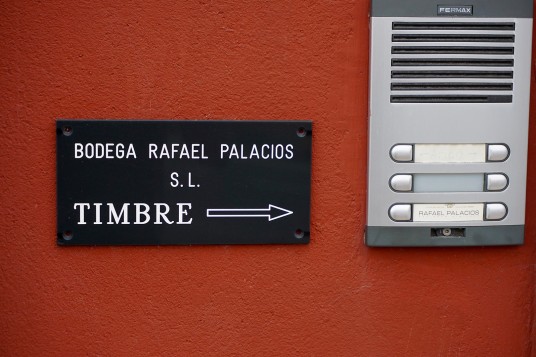 FERMAX
BODEGA RAFAEL PALACIOS
S.L.
TIMBRE
RAFAEL PALACIOS